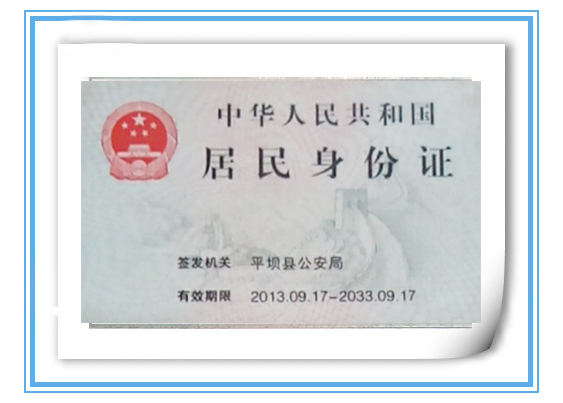 中华人民共和国
居民身份证
签发机关 平坝县公安局
有效期限 2013.09.17-2033.09.17